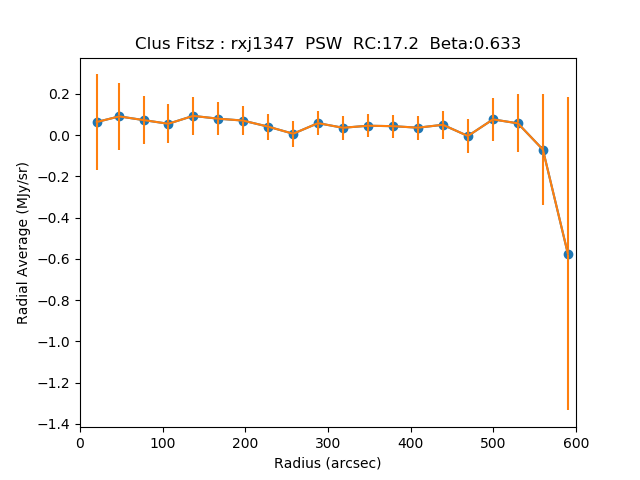 Clus Fitsz : rxj1347  PSW  RC:17.2  Beta:0.633
0.2
0.0
−0.2
−0.4
−0.6
−0.8
−1.0
−1.2
−1.4
Radial Average (MJy/sr)
0 100 200 300 400 500 600
Radius (arcsec)